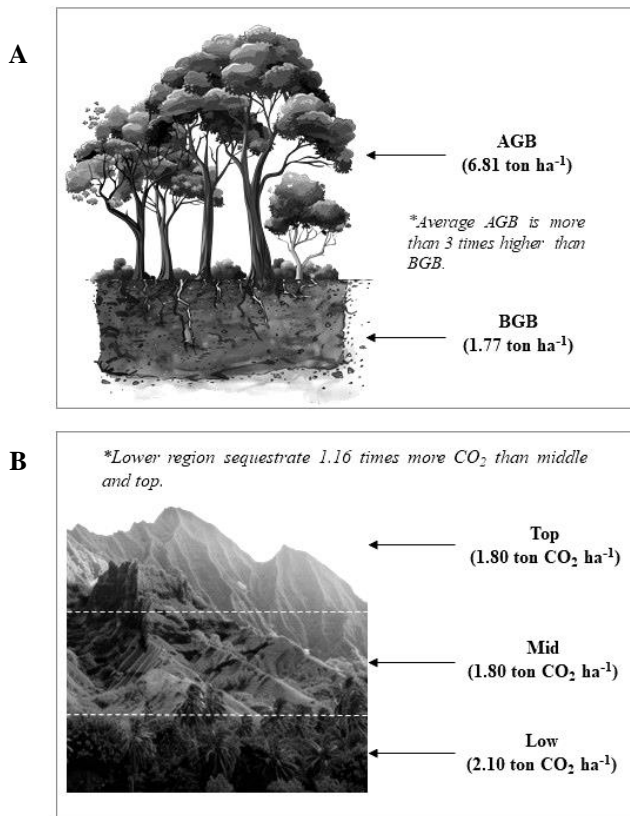 A
AGB
(6.81 ton ha⁻¹)
*Average AGB is more
than 3 times higher than
BGB.
BGB
(1.77 ton ha⁻¹)
B
*Lower region sequestrate 1.16 times more CO₂ than middle
and top.
Top
(1.80 ton CO₂ ha⁻¹)
Mid
(1.80 ton CO₂ ha⁻¹)
Low
(2.10 ton CO₂ ha⁻¹)